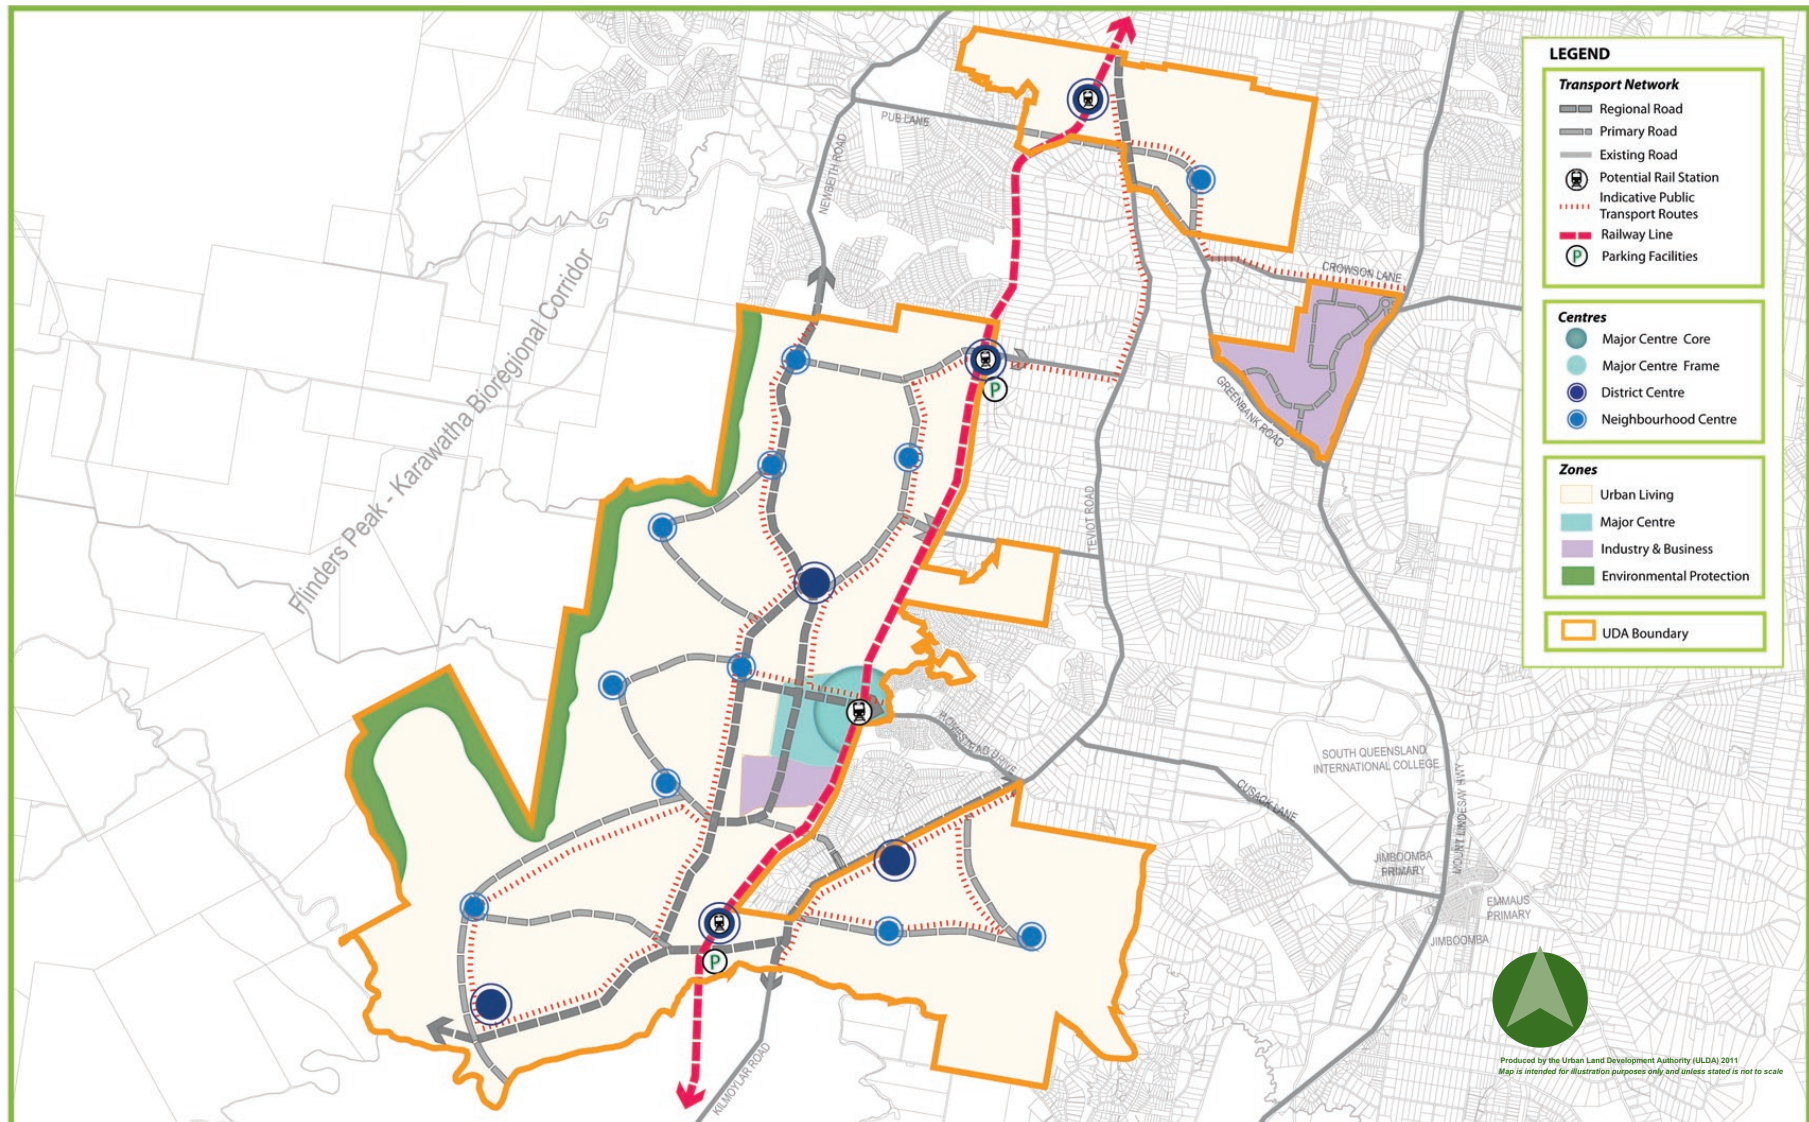 LEGEND
Transport Network
Regional Road
Primary Road
Existing Road
Potential Rail Station
Indicative Public
Transport Routes
Railway Line
P
Parking Facilities
Centres
Major Centre Core
Major Centre Frame
District Centre
Neighbourhood Centre
Zones
Urban Living
Major Centre
Industry & Business
Environmental Protection
UDA Boundary
PUB LANE
NEWBEITH ROAD
Flinders Peak - Karawatha Bioregional Corridor
CROWSON LANE
P
GREENBANK ROAD
TEVIOT ROAD
HOMESTEAD DRIVE
SOUTH QUEENSLAND
INTERNATIONAL COLLEGE
CUSACK LANE
MOUNT LINDESAY HWY
JIMBOOMBA
PRIMARY
EMMAUS
PRIMARY
JIMBOOMBA
P
KILMOYLAR ROAD
Produced by the Urban Land Development Authority (ULDA) 2011
Map is intended for illustration purposes only and unless stated is not to scale